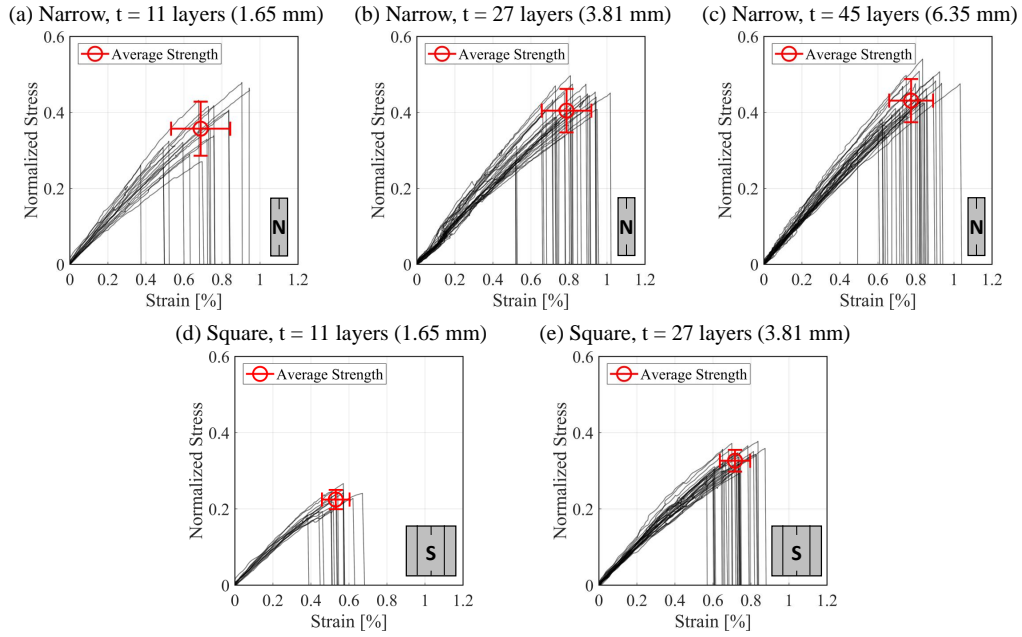 (a) Narrow, t = 11 layers (1.65 mm)
(b) Narrow, t = 27 layers (3.81 mm)
(c) Narrow, t = 45 layers (6.35 mm)
0.6
Average Strength
0.4
0.2
0
Normalized Stress
N
0 0.2 0.4 0.6 0.8 1 1.2
Strain [%]
0.6
Average Strength
0.4
0.2
0
Normalized Stress
N
0 0.2 0.4 0.6 0.8 1 1.2
Strain [%]
0.6
Average Strength
0.4
0.2
0
Normalized Stress
N
0 0.2 0.4 0.6 0.8 1 1.2
Strain [%]
(d) Square, t = 11 layers (1.65 mm)
(e) Square, t = 27 layers (3.81 mm)
0.6
Average Strength
0.4
0.2
0
Normalized Stress
S
0 0.2 0.4 0.6 0.8 1 1.2
Strain [%]
0.6
Average Strength
0.4
0.2
0
Normalized Stress
S
0 0.2 0.4 0.6 0.8 1 1.2
Strain [%]